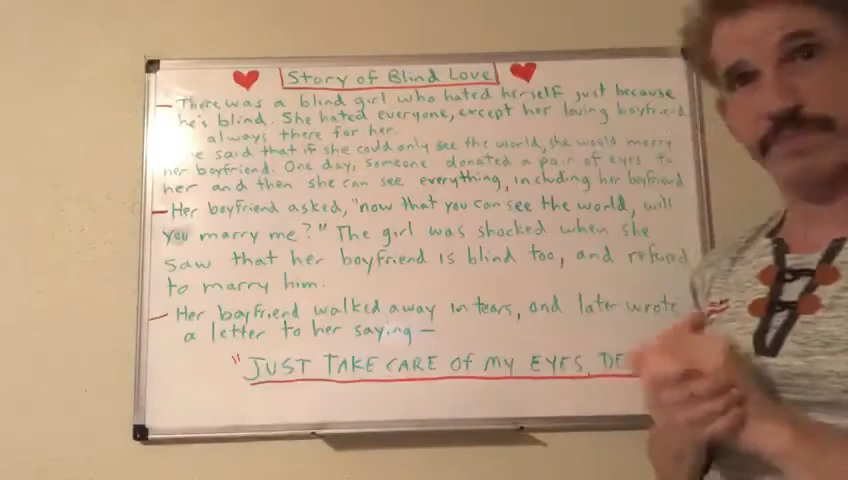 Story of Blind Love
– There was a blind girl who hated herself just because
he's blind. She hated everyone, except her loving boyfriend
always there for her.
e said that if she could only see the world, she would marry
her boyfriend. One day, someone donated a pair of eyes to
her and then she can see everything, including her boyfriend
– Her boyfriend asked, "now that you can see the world, will
you marry me?" The girl was shocked when she
saw that her boyfriend is blind too, and refused
to marry him.
– Her boyfriend walked away in tears, and later wrote
a letter to her saying –
"JUST TAKE CARE OF MY EYES, DE